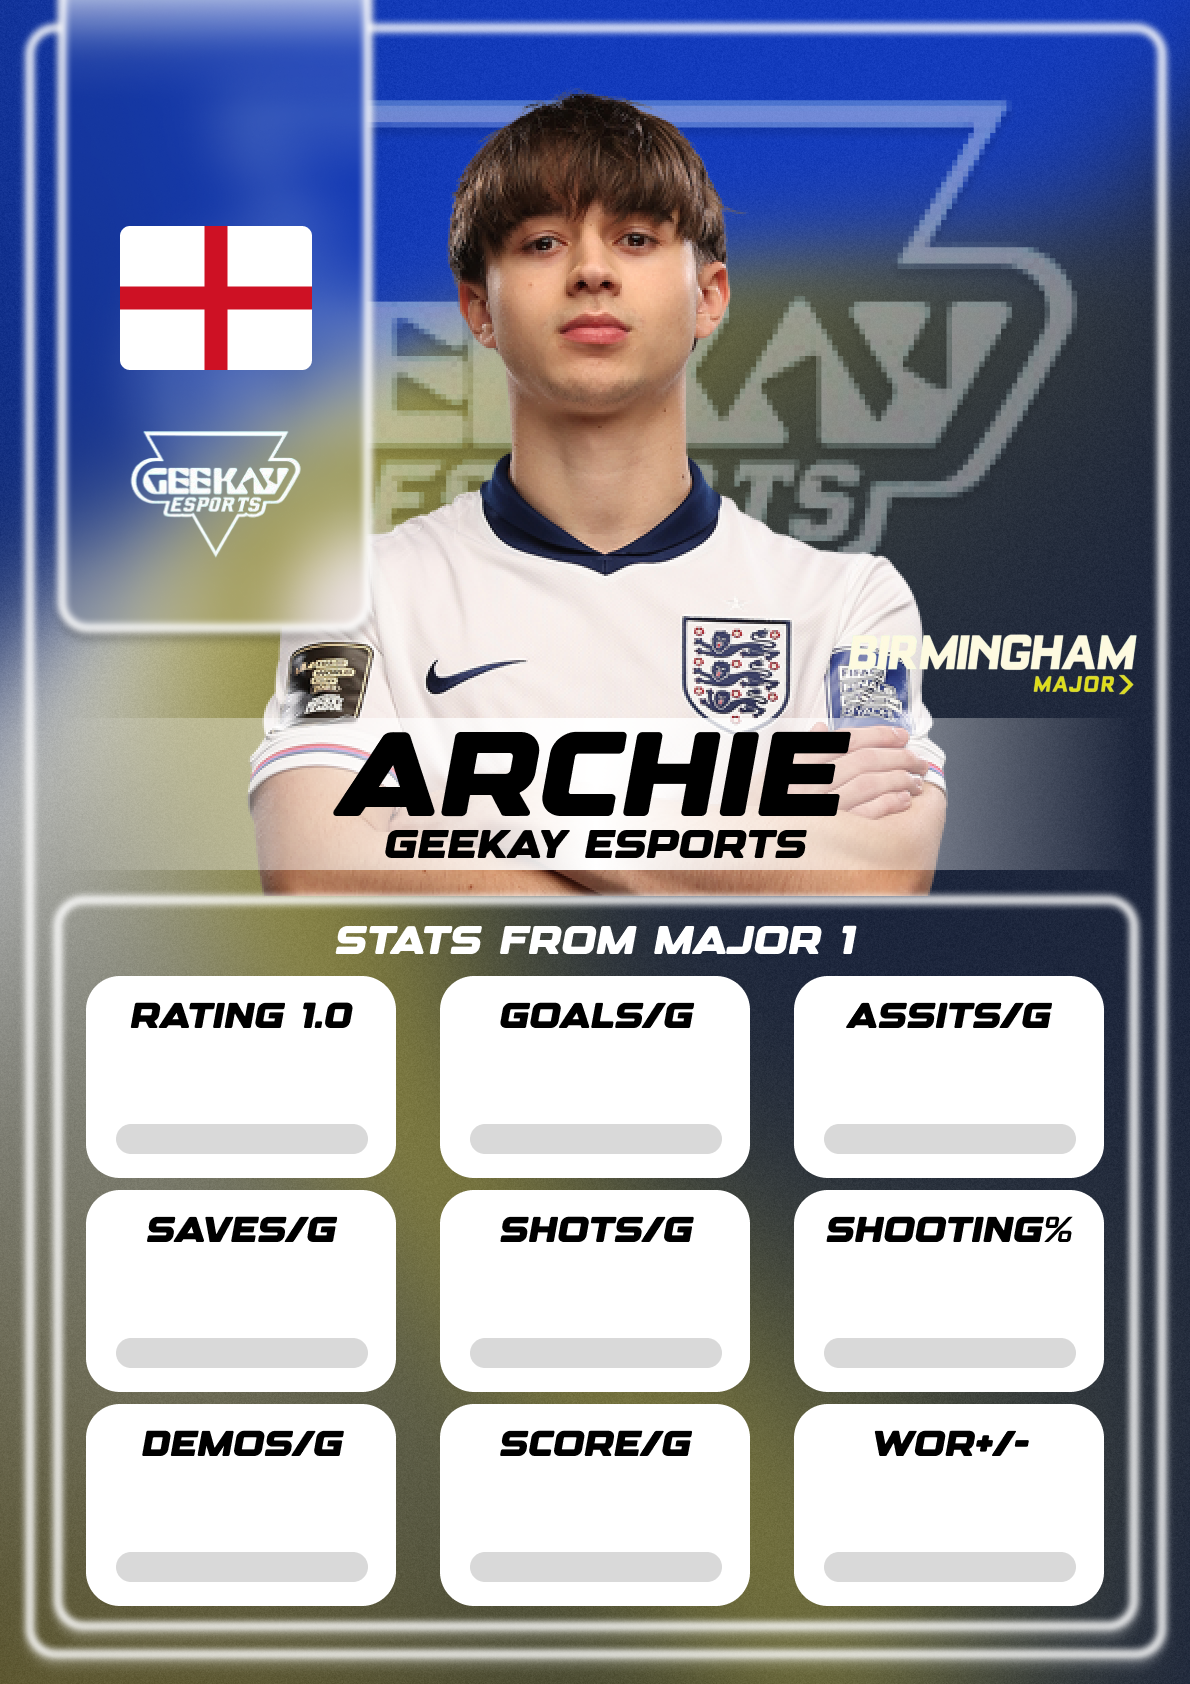 GEEKAY
ESPORTS
BIRMINGHAM
MAJOR
ARCHIE
GEEKAY ESPORTS
STATS FROM MAJOR 1
RATING 1.0
GOALS/G
ASSITS/G
SAVES/G
SHOTS/G
SHOOTING%
DEMOS/G
SCORE/G
WOR+/-